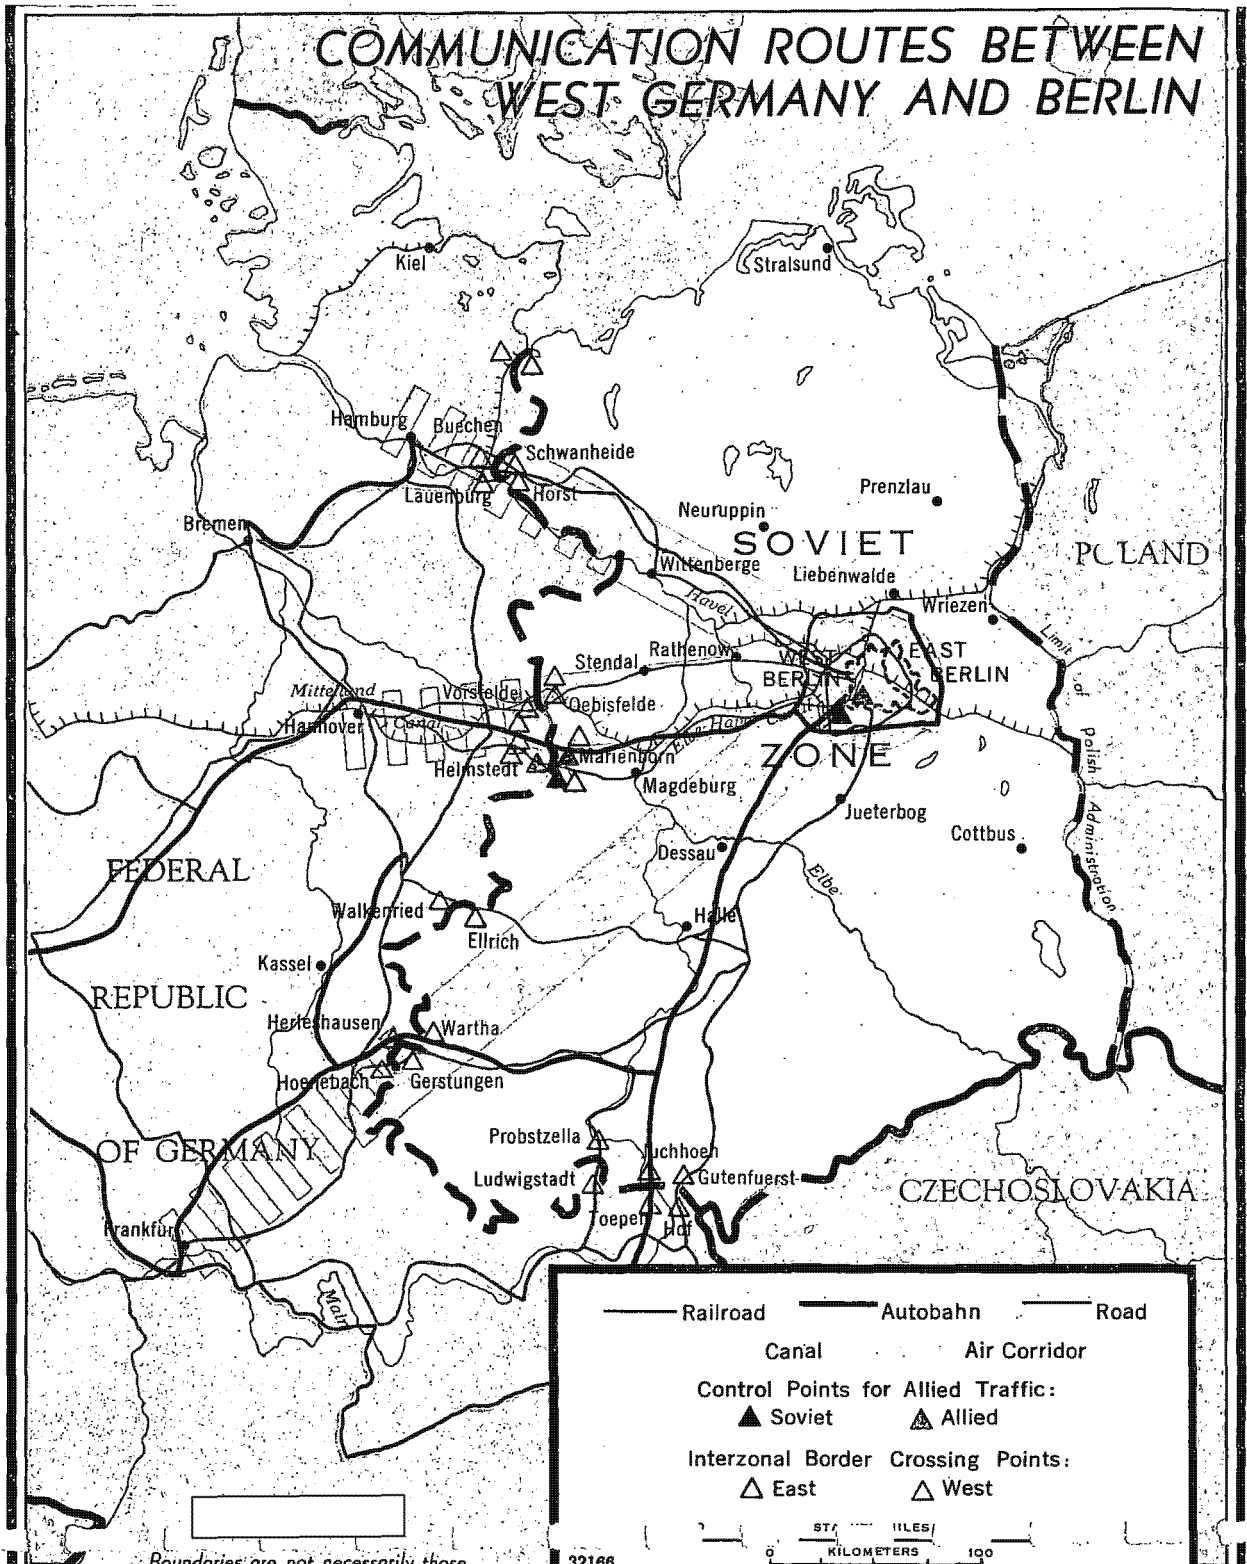 COMMUNICATION ROUTES BETWEEN
WEST GERMANY AND BERLIN
Kiel
Stralsund
Hamburg
Buechen
Schwanheide
Lauenburg
Horst
Prenzlau
Neuruppin
Bremen
SOVIET
POLAND
Wittenberge
Liebenwalde
Havel
Wriezen
Limit
of
Polish
Administration
Rathenow
Stendal
WEST
BERLIN
EAST
BERLIN
Mittelland
Canal
Vorsfelde
Oebisfelde
Hannover
Elbe
Helmstedt
Marienborn
ZONE
Magdeburg
Jueterbog
Cottbus
Dessau
Elbe
FEDERAL
Walkenried
Halle
Ellrich
Kassel
REPUBLIC
Herleshausen
Wartha
Hoenebach
Gerstungen
OF GERMANY
Probstzella
Juchhoeh
Ludwigstadt
Gutenfuerst
CZECHOSLOVAKIA
Toepen
Hof
Frankfurt
Main
Railroad
Autobahn
Road
Canal
Air Corridor
Control Points for Allied Traffic:
Soviet
Allied
Interzonal Border Crossing Points:
East
West
KILOMETERS
0
100
32166
Boundaries are not necessarily those